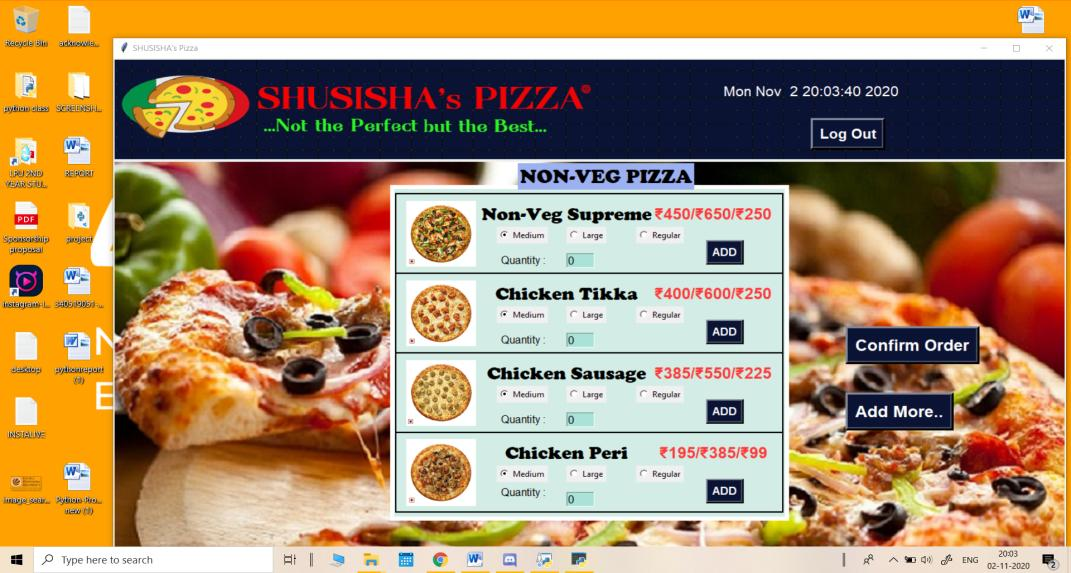 Recycle Bin
acknowle...
python class
SCREENSH...
LPU 2ND
YEAR STU...
REPORT
PDF
Sponsorship
proposal
project
Instagram-L...
340519051-...
desktop
pythonreport
(1)
INSTALIVE
image_sear...
Python-Pro...
new (1)
SHUSISHA's Pizza
SHUSISHA's PIZZA®
...Not the Perfect but the Best...
Mon Nov 2 20:03:40 2020
Log Out
NON-VEG PIZZA
Non-Veg Supreme ₹450/₹650/₹250
Medium Large Regular
Quantity : 0 ADD
Chicken Tikka ₹400/₹600/₹250
Medium Large Regular
Quantity : 0 ADD
Chicken Sausage ₹385/₹550/₹225
Medium Large Regular
Quantity : 0 ADD
Chicken Peri ₹195/₹385/₹99
Medium Large Regular
Quantity : 0 ADD
Confirm Order
Add More..
Type here to search
ENG
20:03
02-11-2020
2